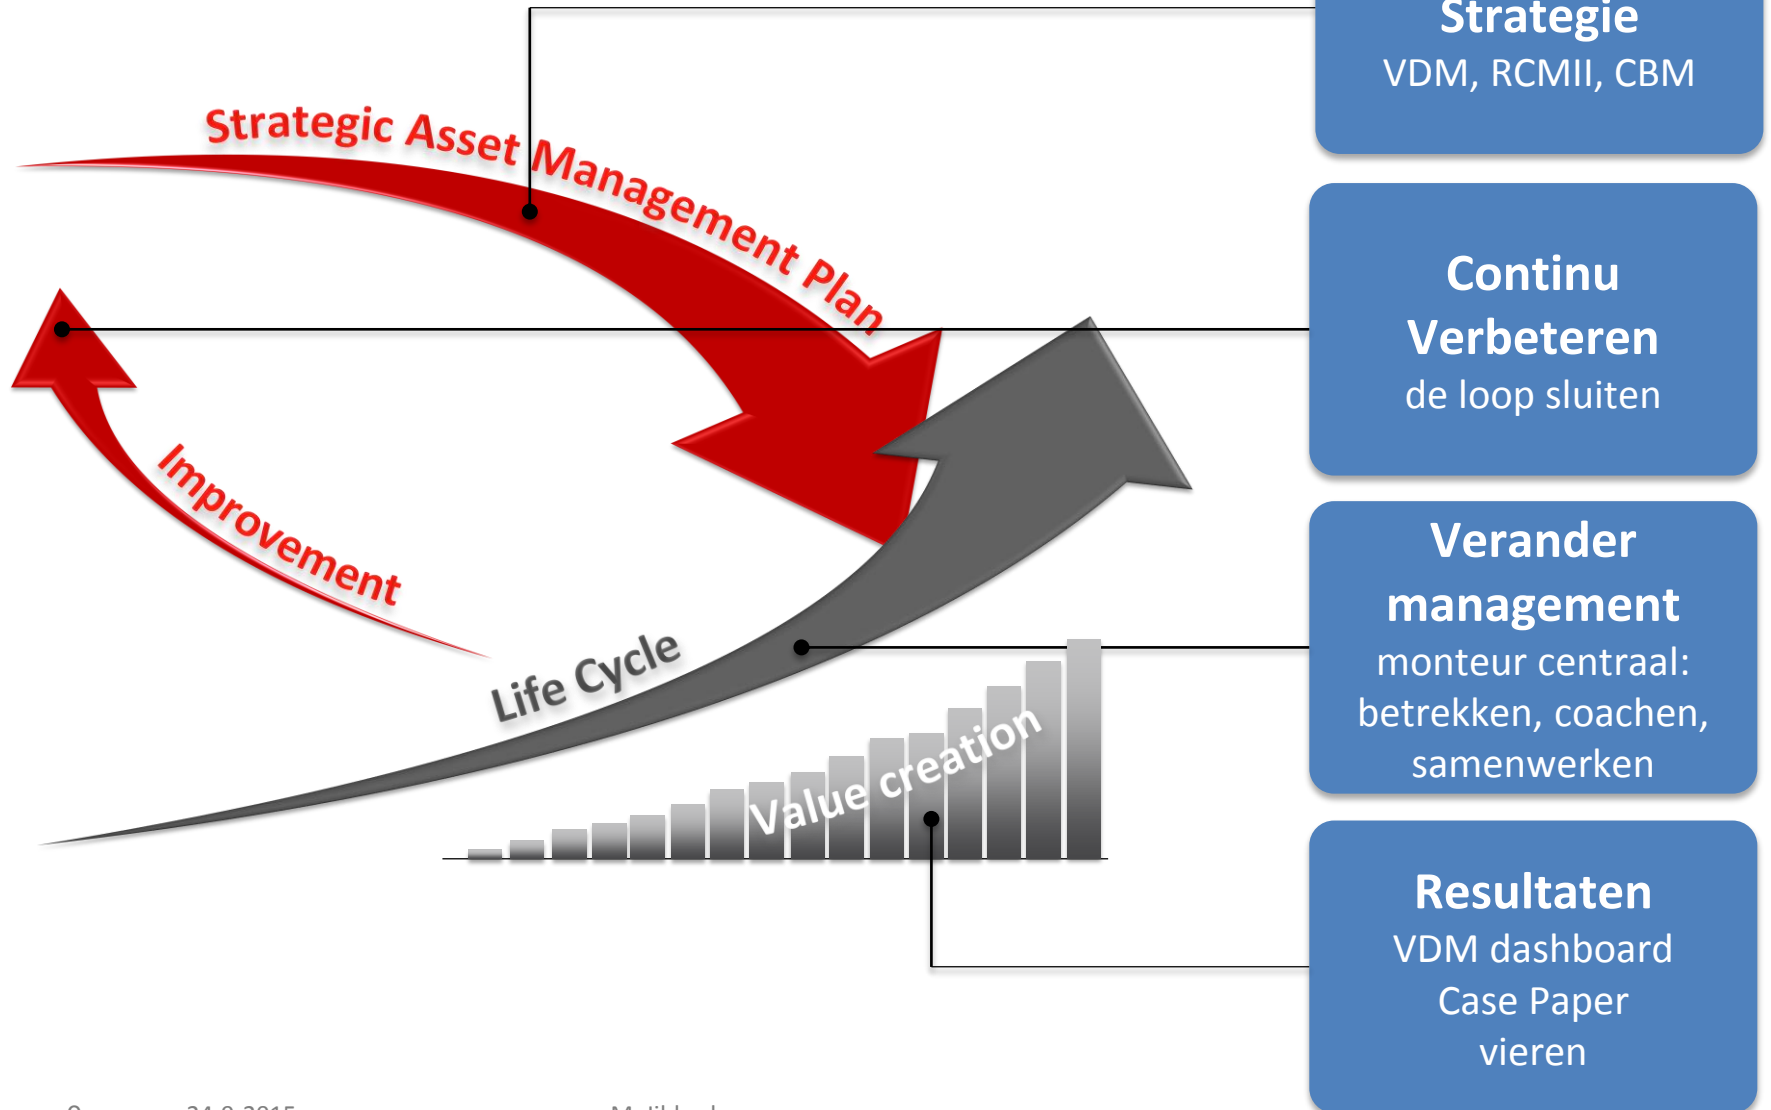 Strategie
VDM, RCMII, CBM
Strategic Asset Management Plan
Continu
Verbeteren
de loop sluiten
Improvement
Verander
management
monteur centraal:
betrekken, coachen,
samenwerken
Life Cycle
Value creation
Resultaten
VDM dashboard
Case Paper
vieren